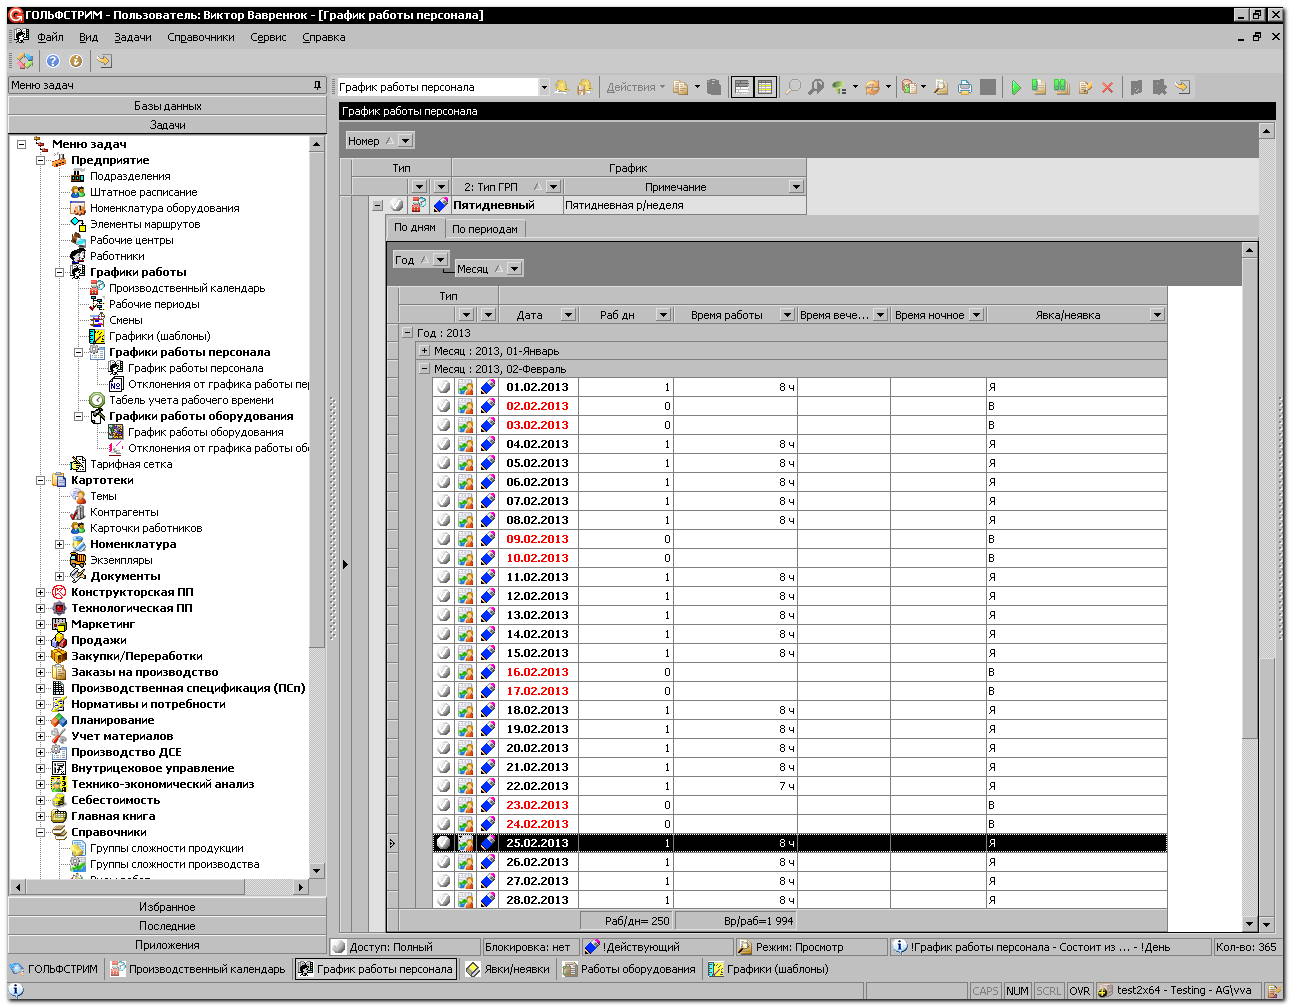 ГОЛЬФСТРИМ - Пользователь: Виктор Вавренюк - [График работы персонала]
Файл Вид Задачи Справочники Сервис Справка
Меню задач
Базы данных
Задачи
Меню задач
Предприятие
Подразделения
Штатное расписание
Номенклатура оборудования
Элементы маршрутов
Рабочие центры
Работники
Графики работы
Производственный календарь
Рабочие периоды
Смены
Графики (шаблоны)
Графики работы персонала
График работы персонала
Отклонения от графика работы пе
Табель учета рабочего времени
Графики работы оборудования
График работы оборудования
Отклонения от графика работы об
Тарифная сетка
Картотеки
Темы
Контрагенты
Карточки работников
Номенклатура
Экземпляры
Документы
Конструкторская ПП
Технологическая ПП
Маркетинг
Продажи
Закупки/Переработки
Заказы на производство
Производственная спецификация (ПСп)
Нормативы и потребности
Планирование
Учет материалов
Производство ДСЕ
Внутрицеховое управление
Технико-экономический анализ
Себестоимость
Главная книга
Справочники
Группы сложности продукции
Группы сложности производства
Избранное
Последние
Приложения
График работы персонала Действия
График работы персонала
Номер
Тип График
2: Тип ГРП Примечание
Пятидневный Пятидневная р/неделя
По дням По периодам
Год
Месяц
Тип
Дата Раб дн Время работы Время вече... Время ночное Явка/неявка
Год : 2013
Месяц : 2013, 01-Январь
Месяц : 2013, 02-Февраль
01.02.2013 1 8 ч Я
02.02.2013 0 В
03.02.2013 0 В
04.02.2013 1 8 ч Я
05.02.2013 1 8 ч Я
06.02.2013 1 8 ч Я
07.02.2013 1 8 ч Я
08.02.2013 1 8 ч Я
09.02.2013 0 В
10.02.2013 0 В
11.02.2013 1 8 ч Я
12.02.2013 1 8 ч Я
13.02.2013 1 8 ч Я
14.02.2013 1 8 ч Я
15.02.2013 1 8 ч Я
16.02.2013 0 В
17.02.2013 0 В
18.02.2013 1 8 ч Я
19.02.2013 1 8 ч Я
20.02.2013 1 8 ч Я
21.02.2013 1 8 ч Я
22.02.2013 1 7 ч Я
23.02.2013 0 В
24.02.2013 0 В
25.02.2013 1 8 ч Я
26.02.2013 1 8 ч Я
27.02.2013 1 8 ч Я
28.02.2013 1 8 ч Я
Раб/дн= 250 Вр/раб=1 994
Доступ: Полный Блокировка: нет !Действующий Режим: Просмотр !График работы персонала - Состоит из ... - !День Кол-во: 365
ГОЛЬФСТРИМ Производственный календарь График работы персонала Явки/неявки Работы оборудования Графики (шаблоны)
CAPS NUM SCRL OVR test2x64 - Testing - AG\vva